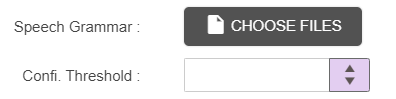 Speech Grammar : CHOOSE FILES
Confi. Threshold :